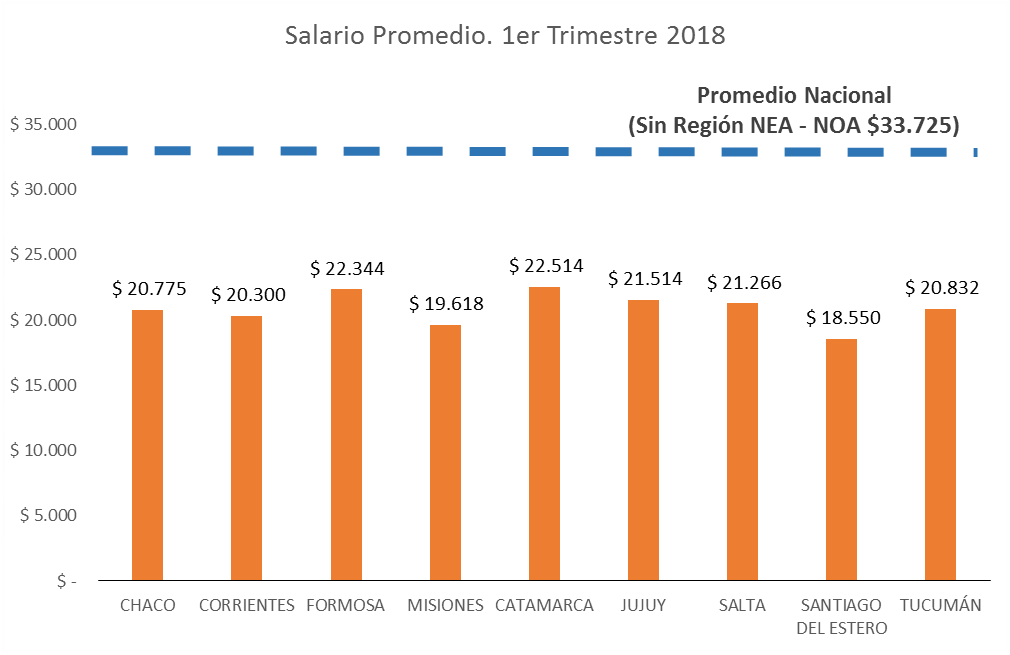 Salario Promedio. 1er Trimestre 2018
Promedio Nacional
(Sin Región NEA - NOA $33.725)
$ 35.000
$ 30.000
$ 25.000
$ 20.000
$ 15.000
$ 10.000
$ 5.000
$ -
$ 20.775
$ 20.300
$ 22.344
$ 19.618
$ 22.514
$ 21.514
$ 21.266
$ 18.550
$ 20.832
CHACO
CORRIENTES
FORMOSA
MISIONES
CATAMARCA
JUJUY
SALTA
SANTIAGO
DEL ESTERO
TUCUMÁN